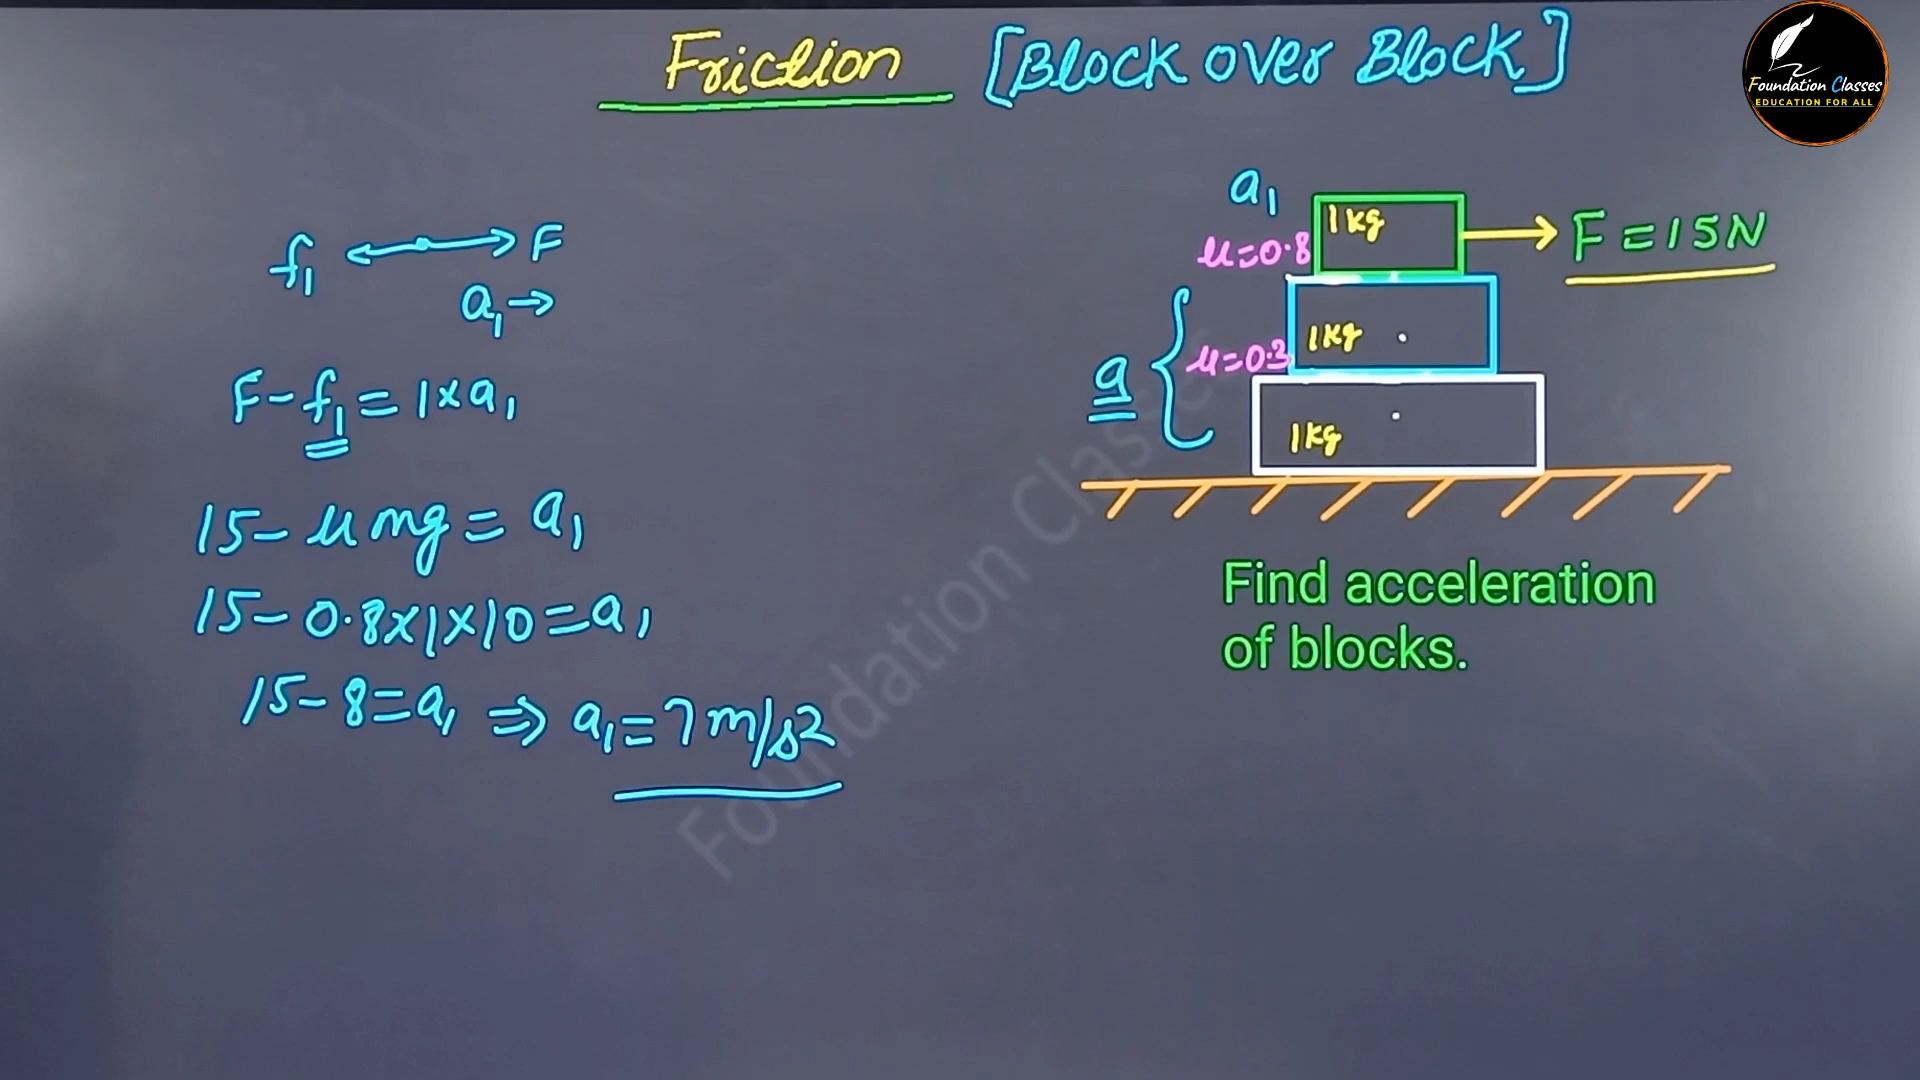 Friction [Block over Block]
Foundation Classes
EDUCATION FOR ALL
f₁ F
a₁ →
F - f₁ = 1 × a₁
15 - μmg = a₁
15 - 0.8×1×10 = a₁
15 - 8 = a₁ ⇒ a₁ = 7 m/s2
a₁
1kg
F = 15N
μ=0.8
1kg
μ=0.3
a
1kg
Find acceleration
of blocks.
Foundation Classes